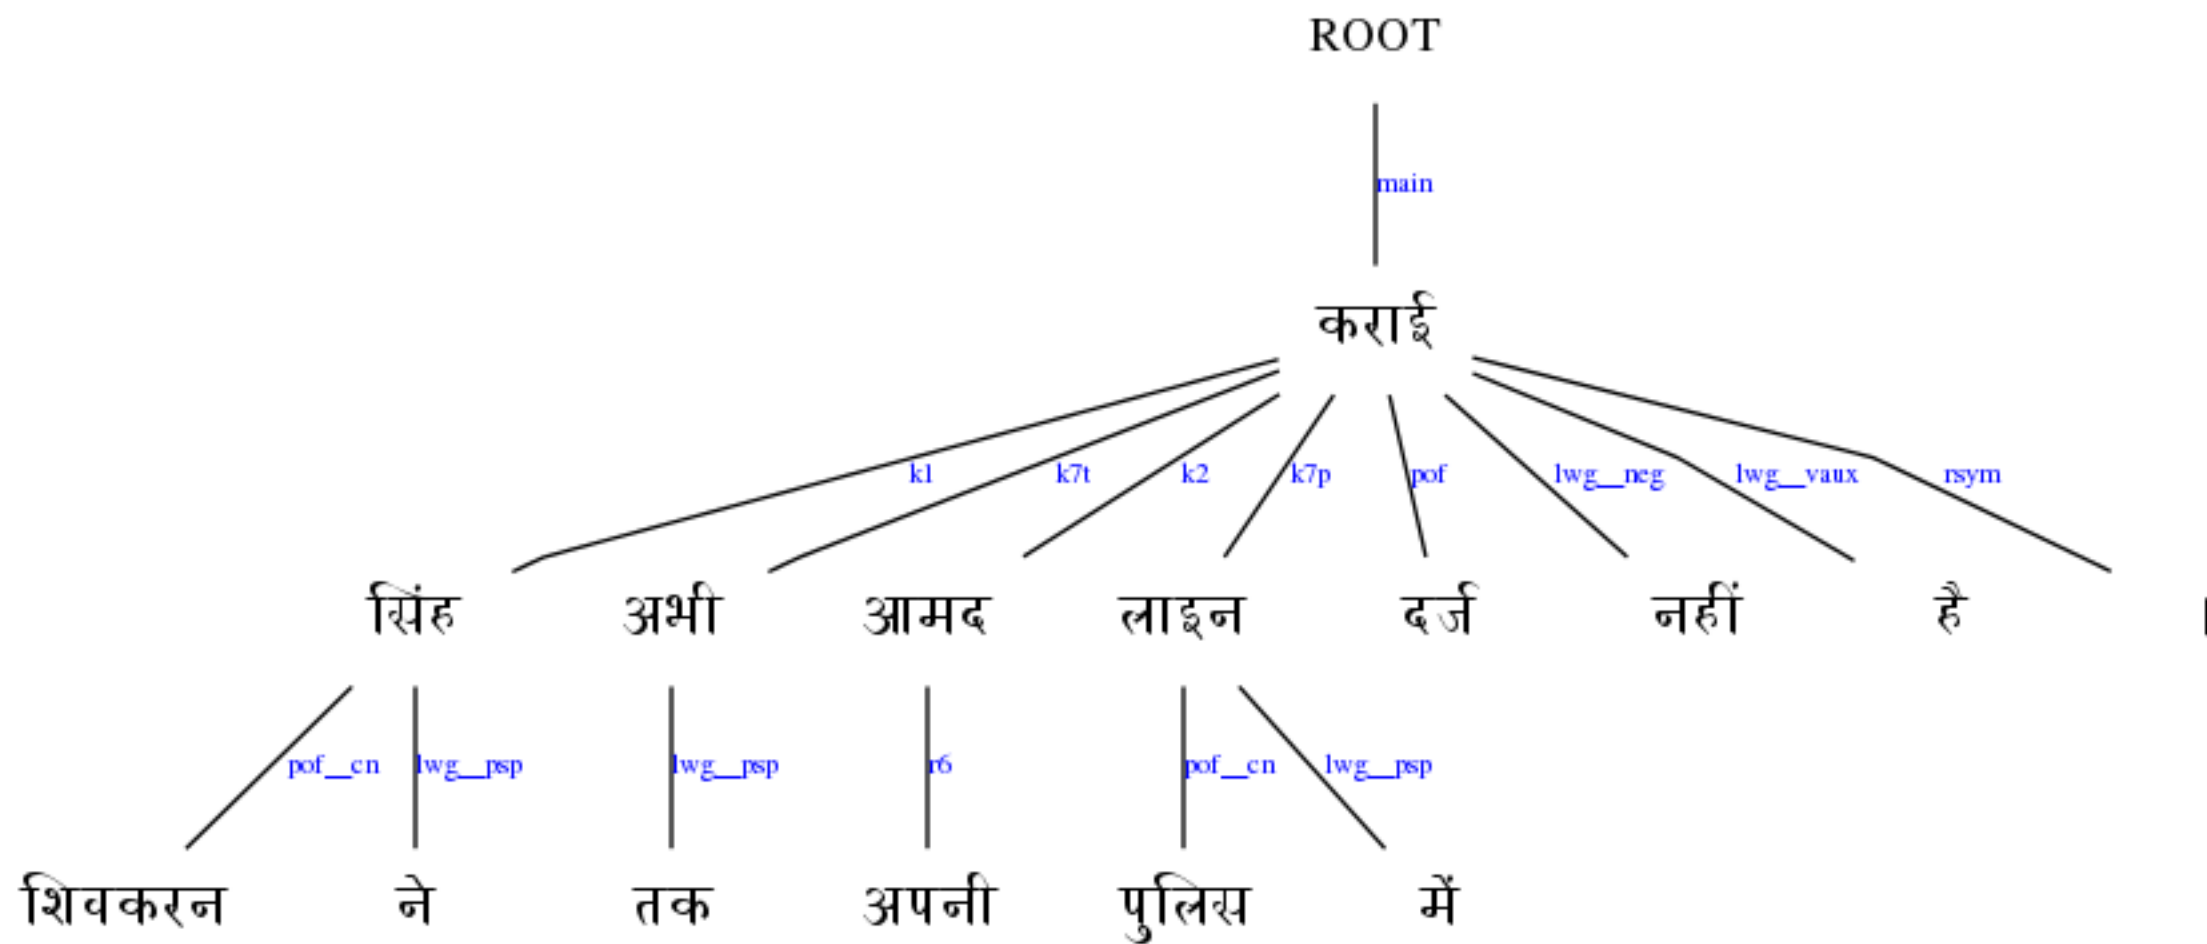 ROOT
main
कराई
k1 k7t k2 k7p pof lwg__neg lwg__vaux rsym
सिंह अभी आमद लाइन दर्ज नहीं है ।
pof__cn lwg__psp lwg__psp r6 pof__cn lwg__psp
शिवकरन ने तक अपनी पुलिस में